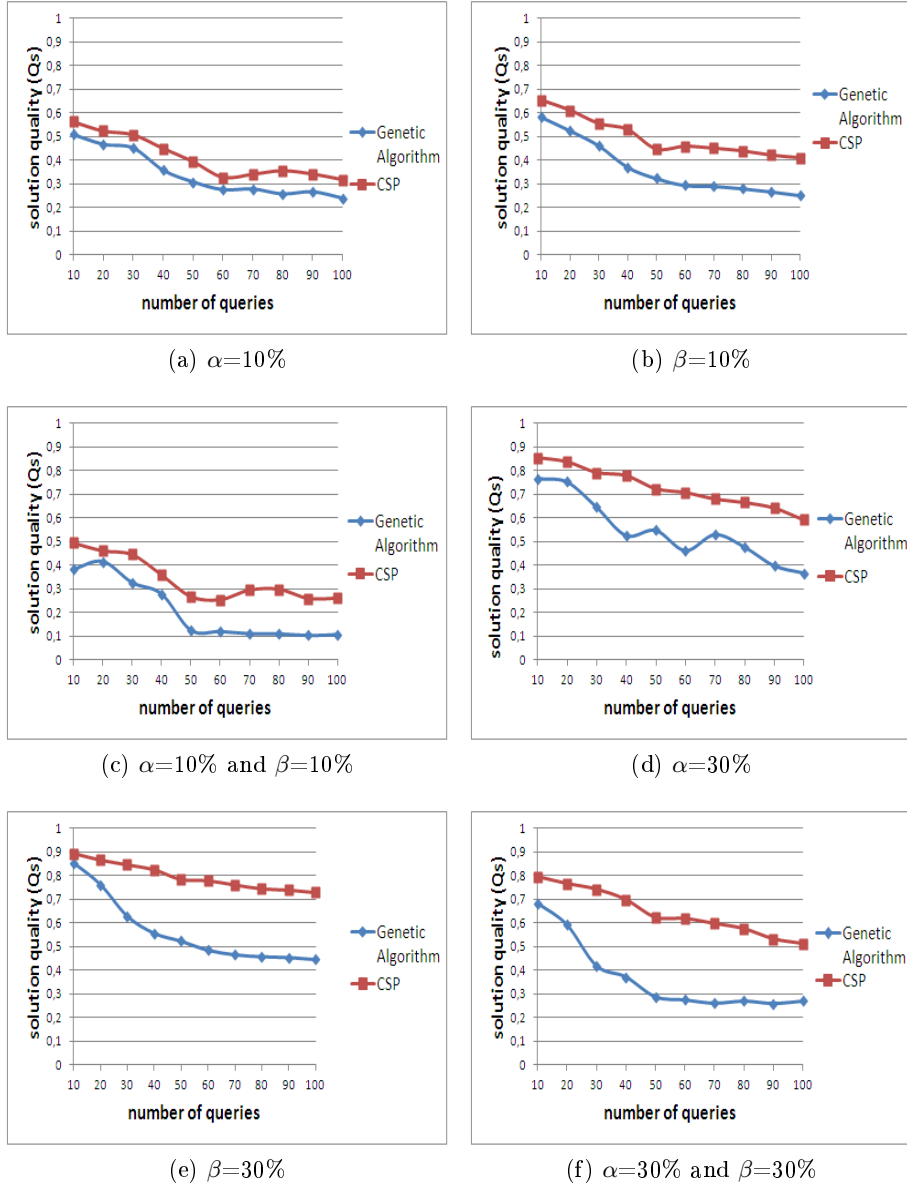 1
0,9
0,8
0,7
0,6
0,5
0,4
0,3
0,2
0,1
0
solution quality (Qs)
10 20 30 40 50 60 70 80 90 100
number of queries
Genetic
Algorithm
CSP
(a) α=10%
1
0,9
0,8
0,7
0,6
0,5
0,4
0,3
0,2
0,1
0
solution quality (Qs)
10 20 30 40 50 60 70 80 90 100
number of queries
Genetic
Algorithm
CSP
(b) β=10%
1
0,9
0,8
0,7
0,6
0,5
0,4
0,3
0,2
0,1
0
solution quality (Qs)
10 20 30 40 50 60 70 80 90 100
number of queries
Genetic
Algorithm
CSP
(c) α=10% and β=10%
1
0,9
0,8
0,7
0,6
0,5
0,4
0,3
0,2
0,1
0
solution quality (Qs)
10 20 30 40 50 60 70 80 90 100
number of queries
Genetic
Algorithm
CSP
(d) α=30%
1
0,9
0,8
0,7
0,6
0,5
0,4
0,3
0,2
0,1
0
solution quality (Qs)
10 20 30 40 50 60 70 80 90 100
number of queries
Genetic
Algorithm
CSP
(e) β=30%
1
0,9
0,8
0,7
0,6
0,5
0,4
0,3
0,2
0,1
0
solution quality (Qs)
10 20 30 40 50 60 70 80 90 100
number of queries
Genetic
Algorithm
CSP
(f) α=30% and β=30%